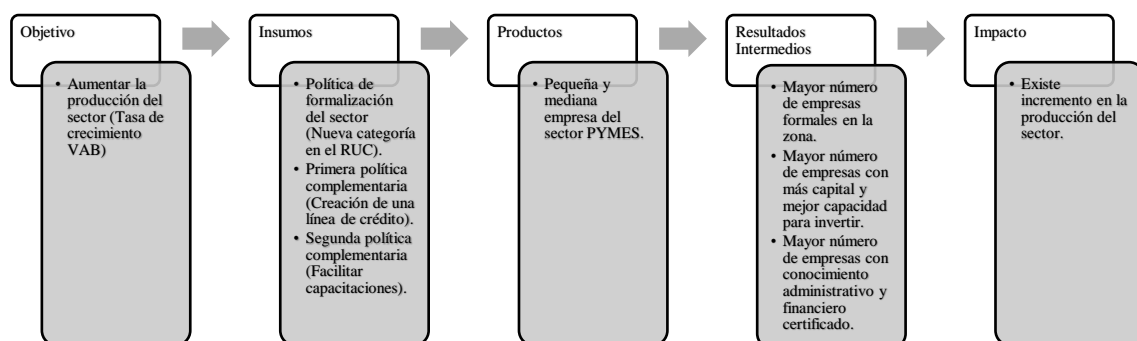 Objetivo
• Aumentar la
producción del
sector (Tasa de
crecimiento
VAB)
Insumos
• Política de
formalización
del sector
(Nueva categoría
en el RUC).
• Primera política
complementaria
(Creación de una
línea de crédito).
• Segunda política
complementaria
(Facilitar
capacitaciones).
Productos
• Pequeña y
mediana
empresa del
sector PYMES.
Resultados
Intermedios
• Mayor número
de empresas
formales en la
zona.
• Mayor número
de empresas con
más capital y
mejor capacidad
para invertir.
• Mayor número
de empresas con
conocimiento
administrativo y
financiero
certificado.
Impacto
• Existe
incremento en la
producción del
sector.